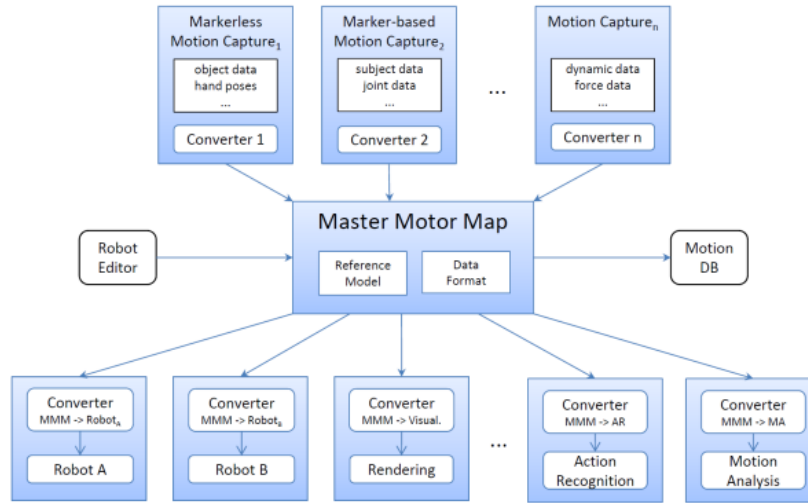 Markerless
Motion Capture₁
object data
hand poses
...
Converter 1
Marker-based
Motion Capture₂
subject data
joint data
...
Converter 2
...
Motion Captureₙ
dynamic data
force data
...
Converter n
Robot
Editor
Master Motor Map
Reference
Model
Data
Format
Motion
DB
Converter
MMM -> Robot_A
Robot A
Converter
MMM -> Robot_B
Robot B
Converter
MMM -> Visual.
Rendering
...
Converter
MMM -> AR
Action
Recognition
Converter
MMM -> MA
Motion
Analysis